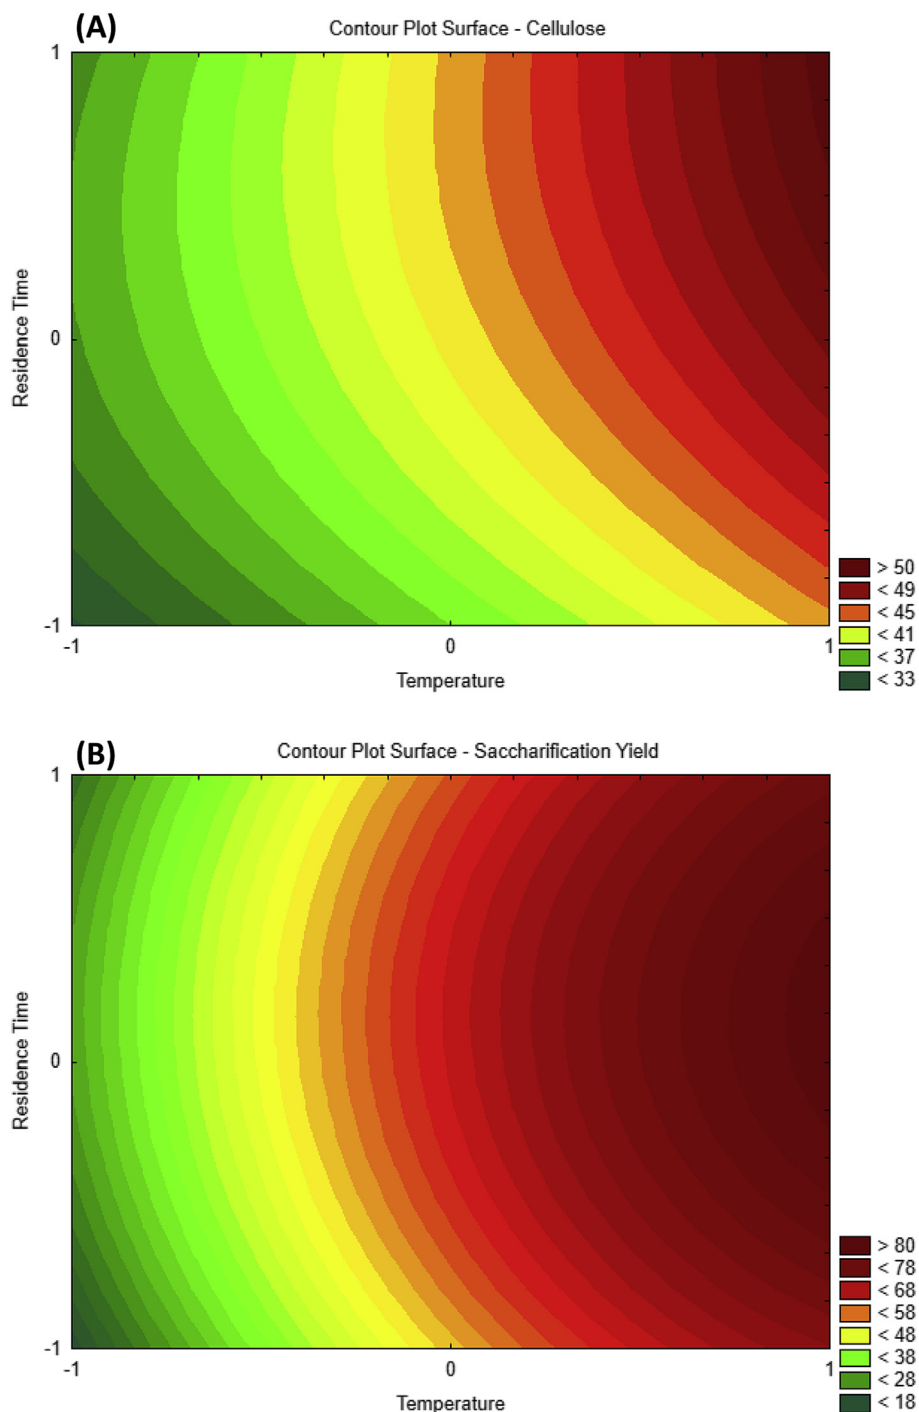 (A)
Contour Plot Surface - Cellulose
1
Residence Time
0
-1
-1 0 1
Temperature
> 50
< 49
< 45
< 41
< 37
< 33
(B)
Contour Plot Surface - Saccharification Yield
1
Residence Time
0
-1
-1 0 1
Temperature
> 80
< 78
< 68
< 58
< 48
< 38
< 28
< 18